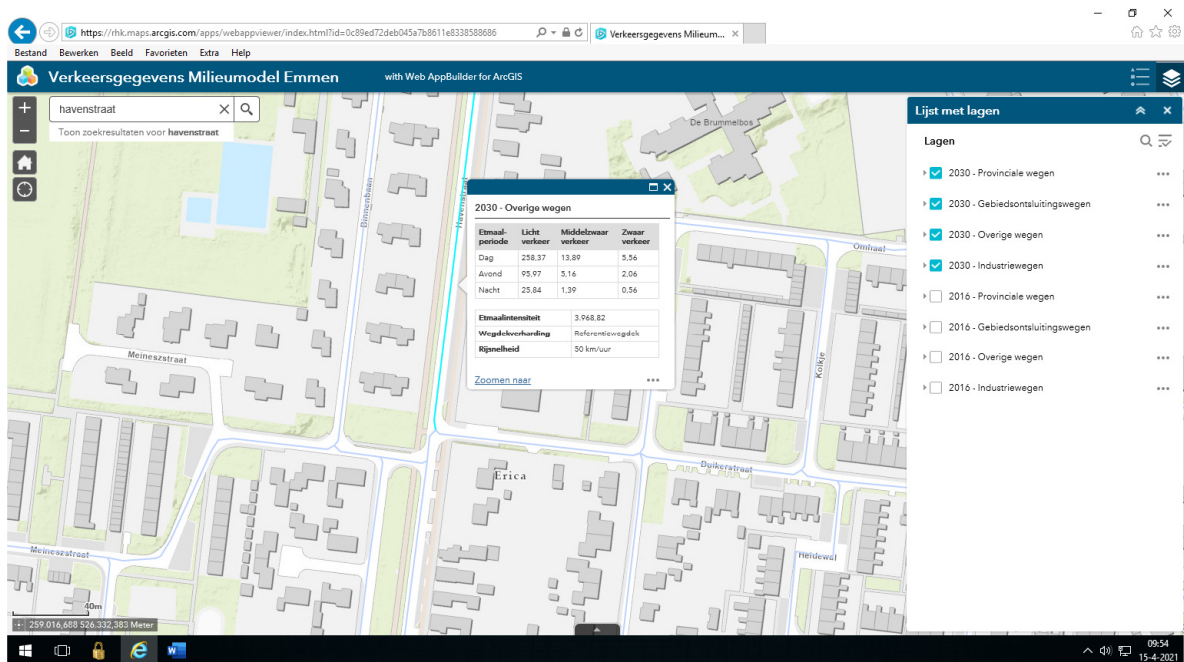 https://rhk.maps.arcgis.com/apps/webappviewer/index.html?id=0c89ed72deb045a7b8611e8338588686
Verkeersgegevens Milieum...
Bestand Bewerken Beeld Favorieten Extra Help
Verkeersgegevens Milieumodel Emmen
with Web AppBuilder for ArcGIS
havenstraat
Toon zoekresultaten voor havenstraat
De Brummelbos
Binnenbaan
Havenstraat
Omhaal
Kolkje
Meineszstraat
Duikerstraat
Erica
Meineszstraat
Heidewal
2030 - Overige wegen
Etmaal-periode Licht verkeer Middelzwaar verkeer Zwaar verkeer
Dag 258,37 13,89 5,56
Avond 95,97 5,16 2,06
Nacht 25,84 1,39 0,56
Etmaalintensiteit 3.968,82
Wegdekverharding Referentiewegdek
Rijsnelheid 50 km/uur
Zoomen naar
Lijst met lagen
Lagen
2030 - Provinciale wegen
2030 - Gebiedsontsluitingswegen
2030 - Overige wegen
2030 - Industriewegen
2016 - Provinciale wegen
2016 - Gebiedsontsluitingswegen
2016 - Overige wegen
2016 - Industriewegen
40m
259.016,688 526.332,383 Meter
09:54
15-4-2021